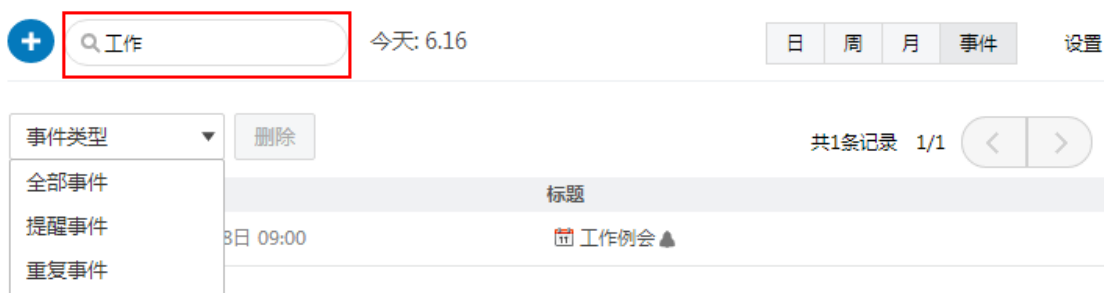 工作 今天: 6.16 日 周 月 事件 设置
事件类型 删除 共1条记录 1/1
全部事件 标题
提醒事件 8日 09:00 工作例会
重复事件